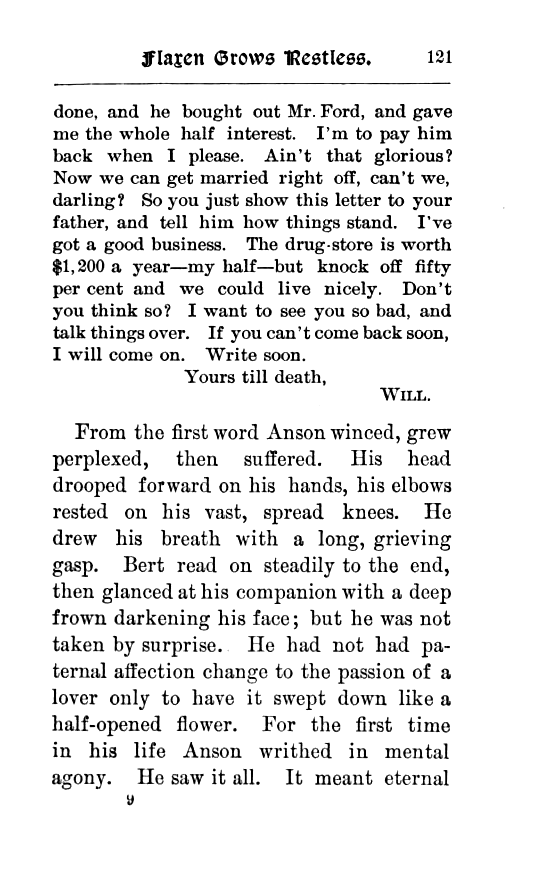 Flaxen Grows Restless. 121
done, and he bought out Mr. Ford, and gave
me the whole half interest. I'm to pay him
back when I please. Ain't that glorious?
Now we can get married right off, can't we,
darling? So you just show this letter to your
father, and tell him how things stand. I've
got a good business. The drug-store is worth
$1,200 a year—my half—but knock off fifty
per cent and we could live nicely. Don't
you think so? I want to see you so bad, and
talk things over. If you can't come back soon,
I will come on. Write soon.
Yours till death,
WILL.
From the first word Anson winced, grew
perplexed, then suffered. His head
drooped forward on his hands, his elbows
rested on his vast, spread knees. He
drew his breath with a long, grieving
gasp. Bert read on steadily to the end,
then glanced at his companion with a deep
frown darkening his face; but he was not
taken by surprise. He had not had pa-
ternal affection change to the passion of a
lover only to have it swept down like a
half-opened flower. For the first time
in his life Anson writhed in mental
agony. He saw it all. It meant eternal
9